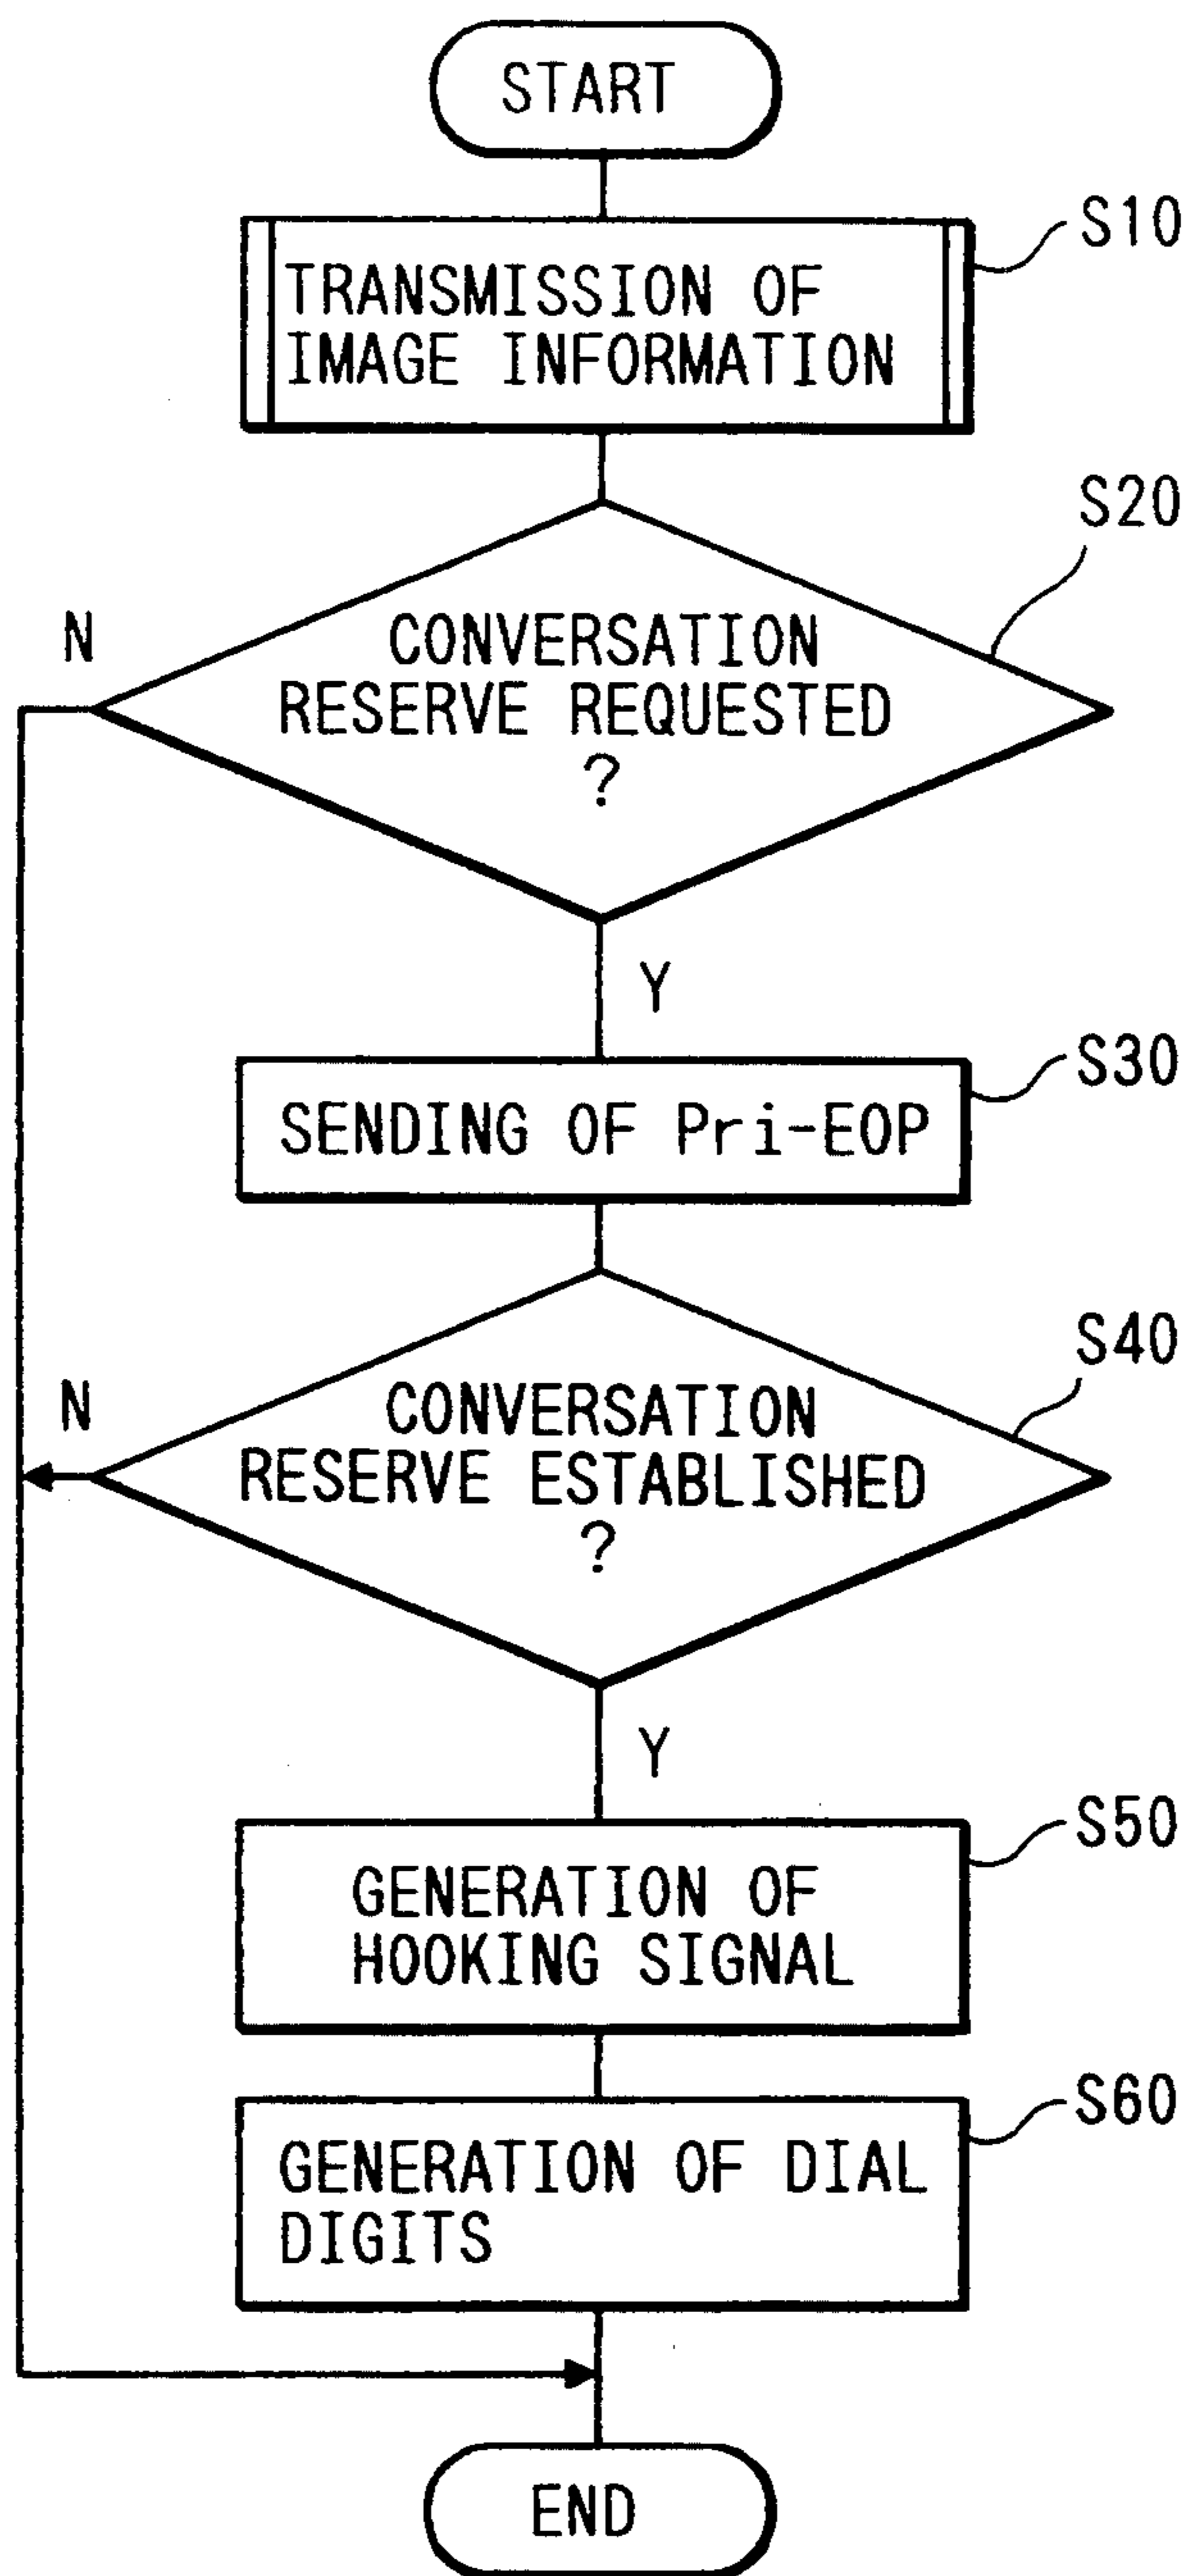 START
S10
TRANSMISSION OF
IMAGE INFORMATION
S20
N
CONVERSATION
RESERVE REQUESTED
?
Y
S30
SENDING OF Pri-EOP
S40
N
CONVERSATION
RESERVE ESTABLISHED
?
Y
S50
GENERATION OF
HOOKING SIGNAL
S60
GENERATION OF DIAL
DIGITS
END